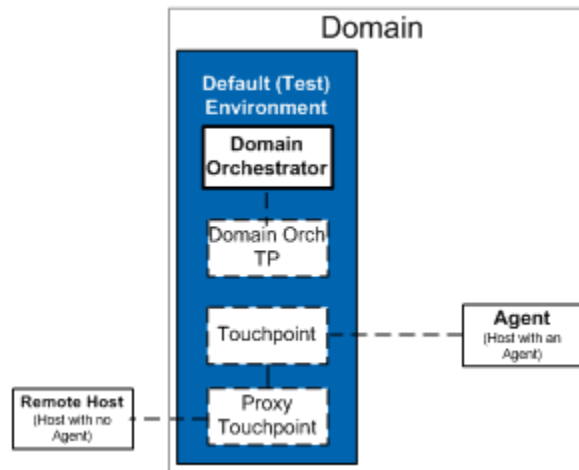 Domain
Default (Test)
Environment
Domain
Orchestrator
Domain Orch
TP
Touchpoint
Agent
(Host with an
Agent)
Remote Host
(Host with no
Agent)
Proxy
Touchpoint